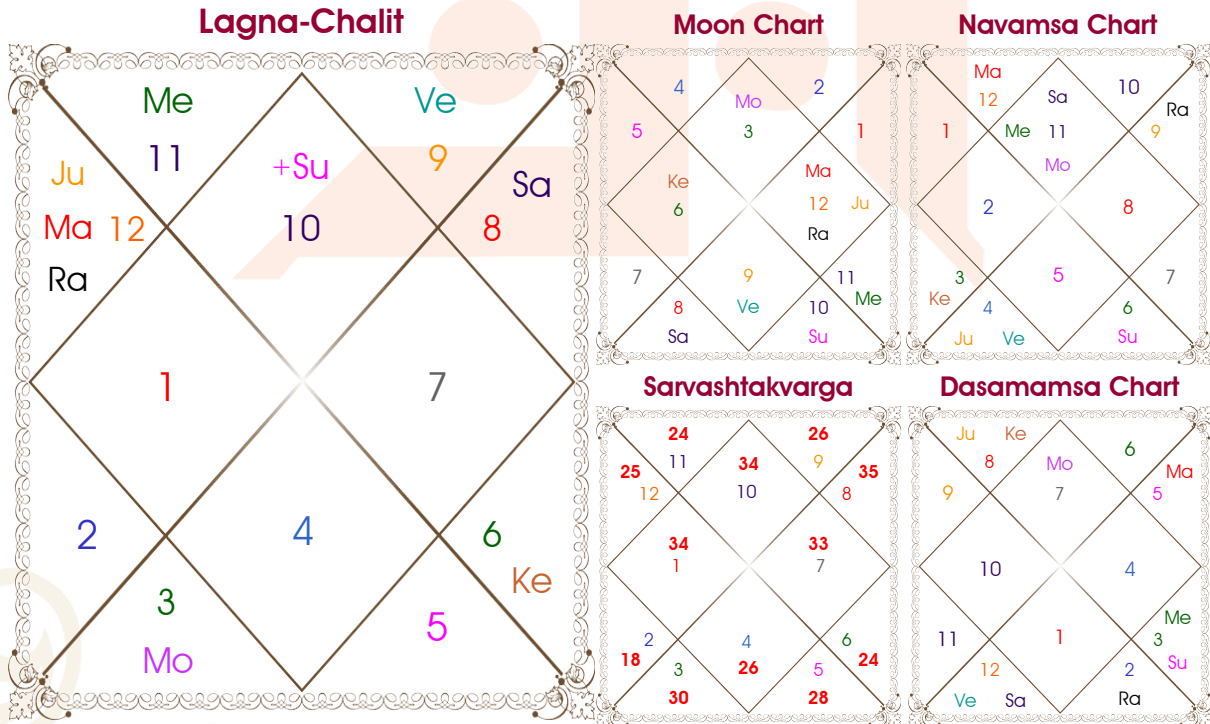 Lagna-Chalit
Me
Ve
11
+Su
9
Ju
Sa
Ma 12
10
8
Ra
1
7
2
4
6
3
Ke
5
Mo
Moon Chart
4
2
Mo
5
3
1
Ma
Ke
12 Ju
6
Ra
7
9
11
8
Ve
10
Me
Sa
Su
Navamsa Chart
Ma
10
12
Sa
Ra
1
Me 11
9
Mo
2
8
3
5
7
Ke
4
6
Ju Ve
Su
Sarvashtakvarga
24
26
11
34
9
25
35
12
10
8
34
33
1
7
2
4
6
18
3
26
5
24
30
28
Dasamamsa Chart
Ju Ke
6
8
Mo
Ma
9
7
5
10
4
Me
11
1
3
12
2
Su
Ve Sa
Ra